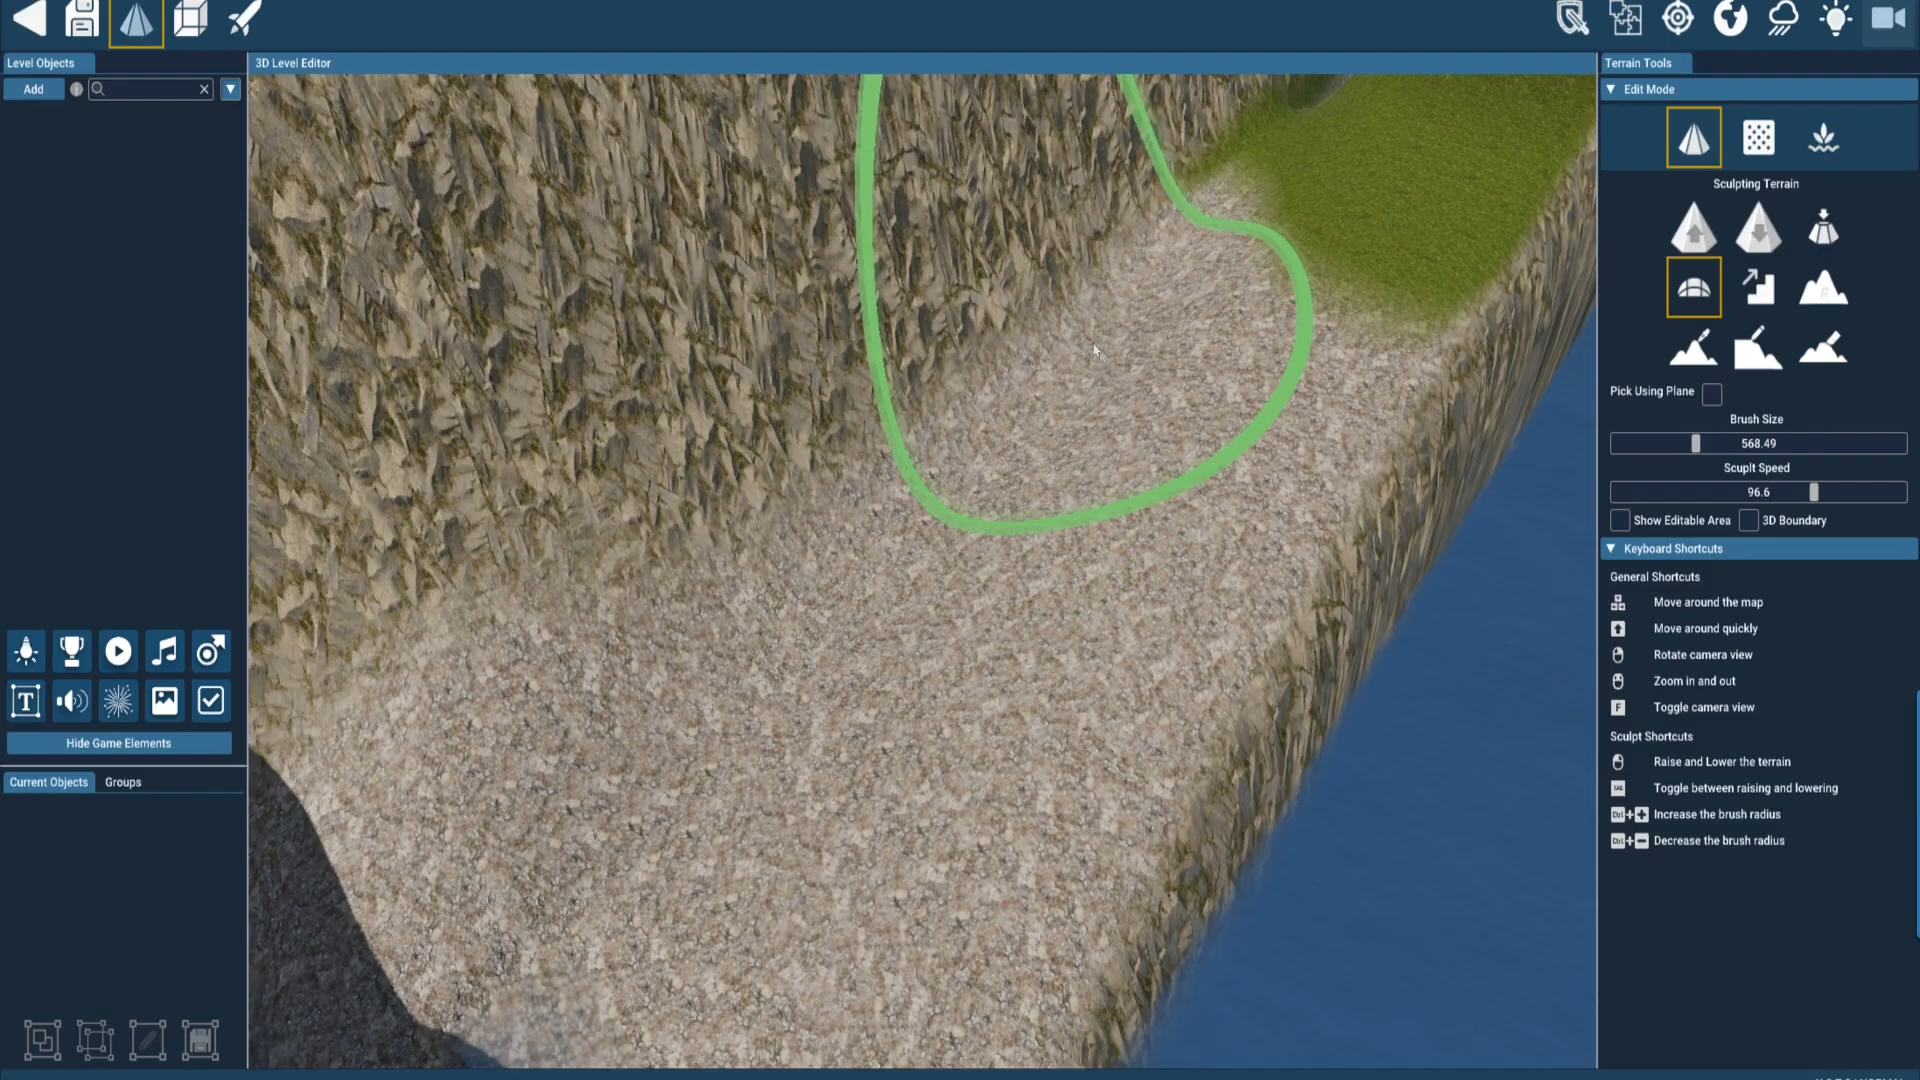 Level Objects
3D Level Editor
Terrain Tools
Add
Edit Mode
Sculpting Terrain
R
Pick Using Plane
Brush Size
568.49
Scuplt Speed
96.6
Show Editable Area
3D Boundary
Keyboard Shortcuts
General Shortcuts
Move around the map
Move around quickly
Rotate camera view
Zoom in and out
F
Toggle camera view
Sculpt Shortcuts
Raise and Lower the terrain
TAB
Toggle between raising and lowering
Ctrl + + Increase the brush radius
Ctrl + - Decrease the brush radius
T
Hide Game Elements
Current Objects
Groups